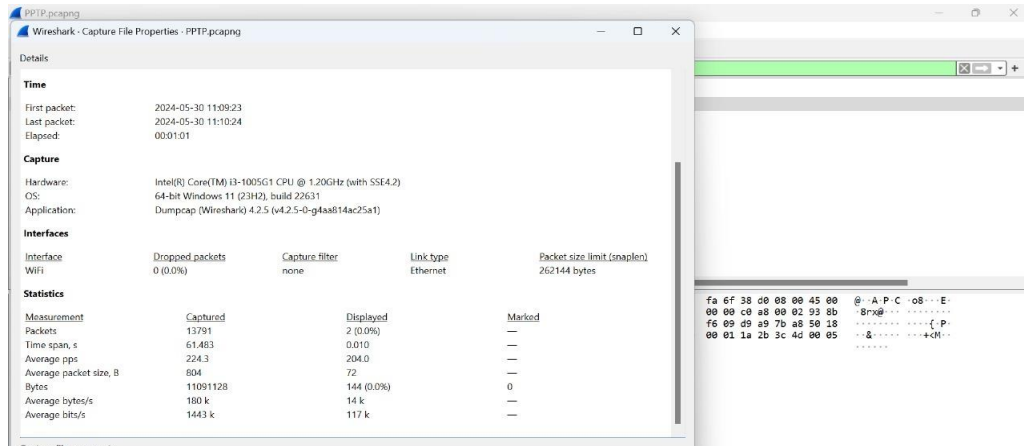 PPTP.pcapng
Wireshark · Capture File Properties · PPTP.pcapng
Details
Time
First packet: 2024-05-30 11:09:23
Last packet: 2024-05-30 11:10:24
Elapsed: 00:01:01
Capture
Hardware: Intel(R) Core(TM) i3-1005G1 CPU @ 1.20GHz (with SSE4.2)
OS: 64-bit Windows 11 (23H2), build 22631
Application: Dumpcap (Wireshark) 4.2.5 (v4.2.5-0-g4aa814ac25a1)
Interfaces
Interface Dropped packets Capture filter Link type Packet size limit (snaplen)
WiFi 0 (0.0%) none Ethernet 262144 bytes
Statistics
Measurement Captured Displayed Marked
Packets 13791 2 (0.0%) —
Time span, s 61.483 0.010 —
Average pps 224.3 204.0 —
Average packet size, B 804 72 —
Bytes 11091128 144 (0.0%) 0
Average bytes/s 180 k 14 k —
Average bits/s 1443 k 117 k —
fa 6f 38 d0 08 00 45 00 @··A·P·C ·o8···E·
00 00 c0 a8 00 02 93 8b ·8rx@··· ········
f6 09 d9 a9 7b a8 50 18 ········ ····{·P·
00 01 1a 2b 3c 4d 00 05 ··&····· ···+<M··
······